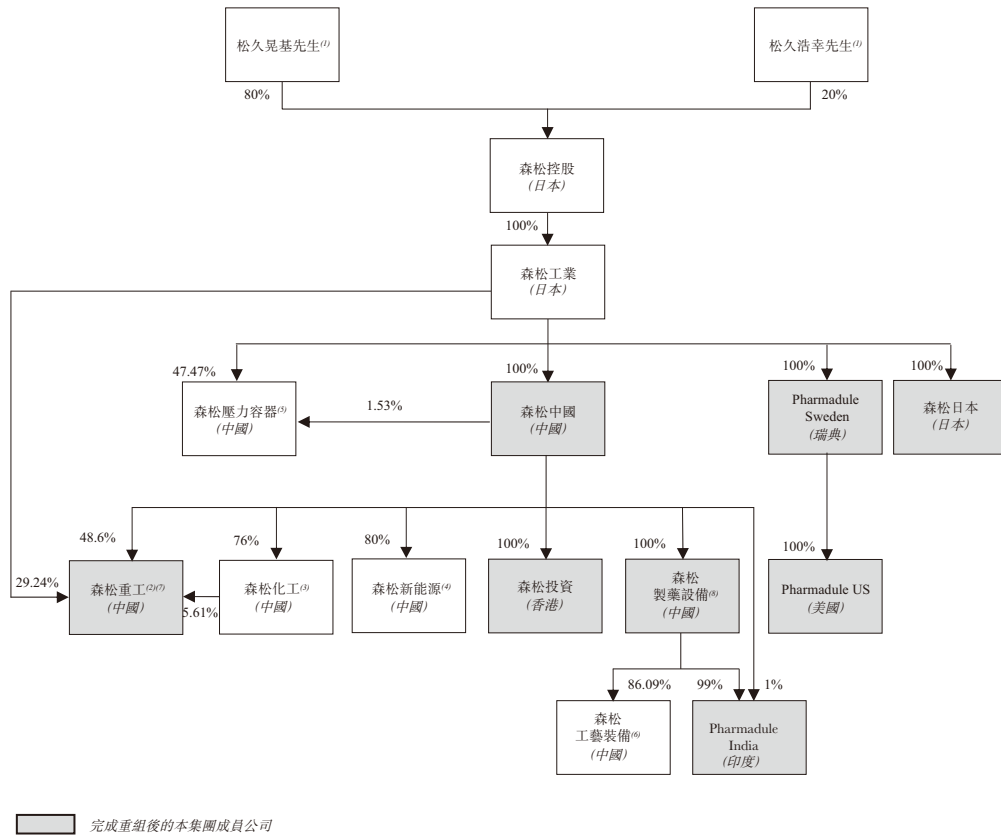 松久晃基先生(1)
松久浩幸先生(1)
80%
20%
森松控股
(日本)
100%
森松工業
(日本)
47.47%
100%
100%
100%
森松壓力容器(5)
(中國)
1.53%
森松中國
(中國)
Pharmadule
Sweden
(瑞典)
森松日本
(日本)
48.6%
76%
80%
100%
100%
100%
29.24%
森松重工(2)(7)
(中國)
5.61%
森松化工(3)
(中國)
森松新能源(4)
(中國)
森松投資
(香港)
森松
製藥設備(8)
(中國)
Pharmadule US
(美國)
86.09%
99%
1%
森松
工藝裝備(6)
(中國)
Pharmadule
India
(印度)
完成重組後的本集團成員公司